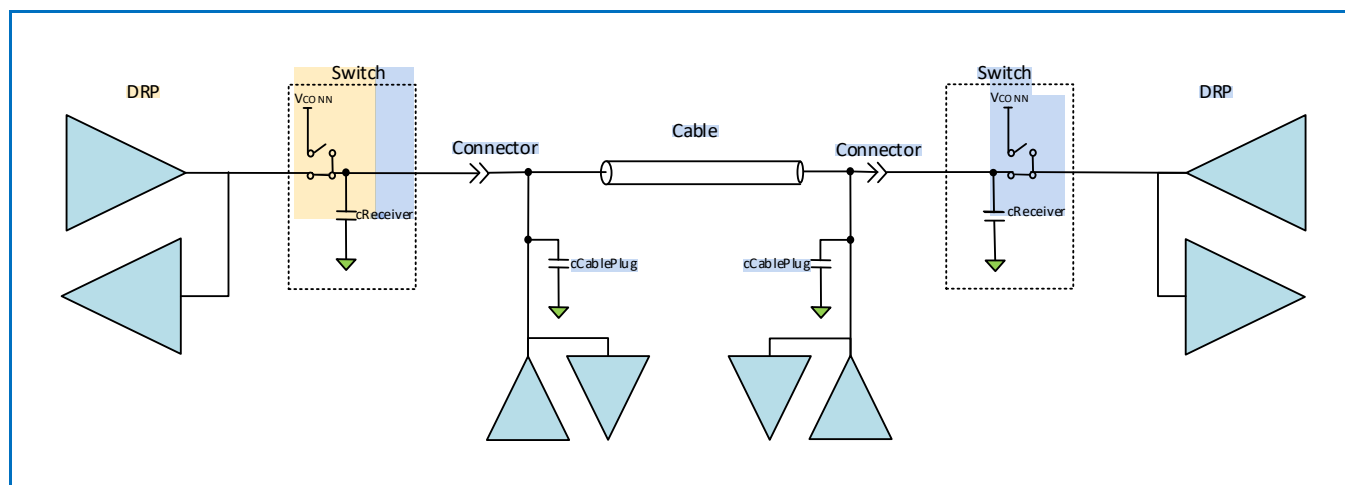 Switch
Switch
DRP
DRP
VCONN
VCONN
Cable
Connector
Connector
cReceiver
cReceiver
cCablePlug
cCablePlug